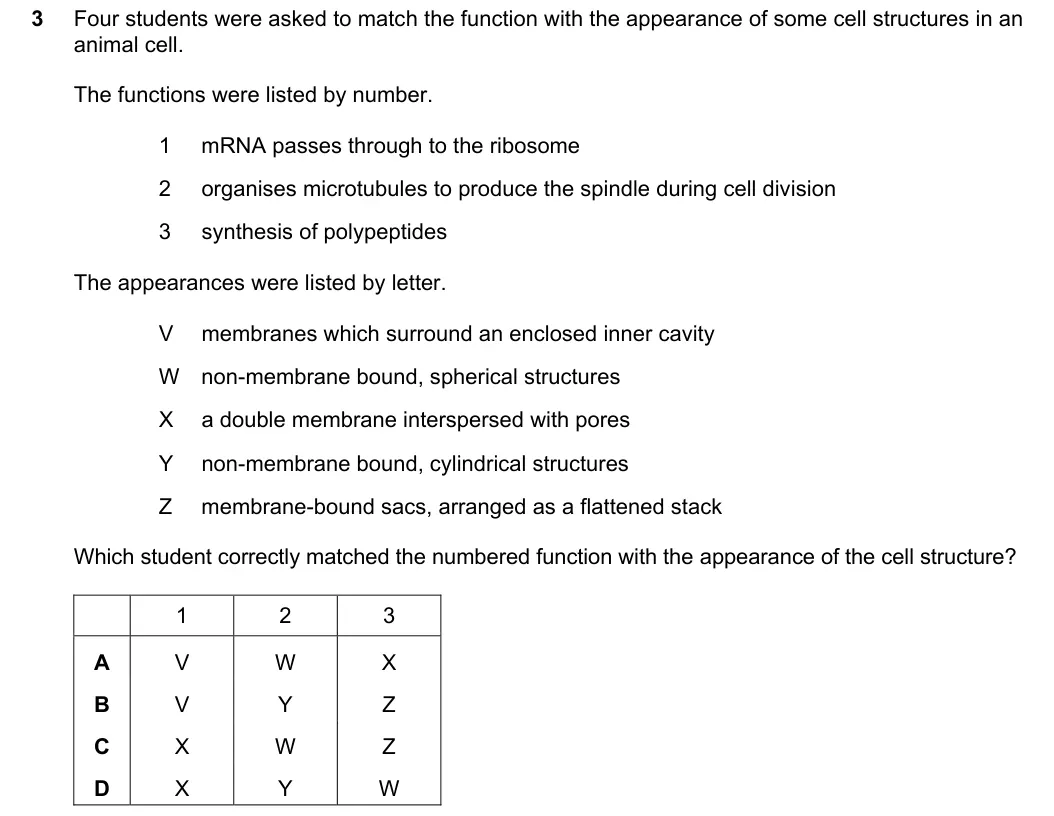 3 Four students were asked to match the function with the appearance of some cell structures in an
animal cell.
The functions were listed by number.
1 mRNA passes through to the ribosome
2 organises microtubules to produce the spindle during cell division
3 synthesis of polypeptides
The appearances were listed by letter.
V membranes which surround an enclosed inner cavity
W non-membrane bound, spherical structures
X a double membrane interspersed with pores
Y non-membrane bound, cylindrical structures
Z membrane-bound sacs, arranged as a flattened stack
Which student correctly matched the numbered function with the appearance of the cell structure?
1 2 3
A V W X
B V Y Z
C X W Z
D X Y W